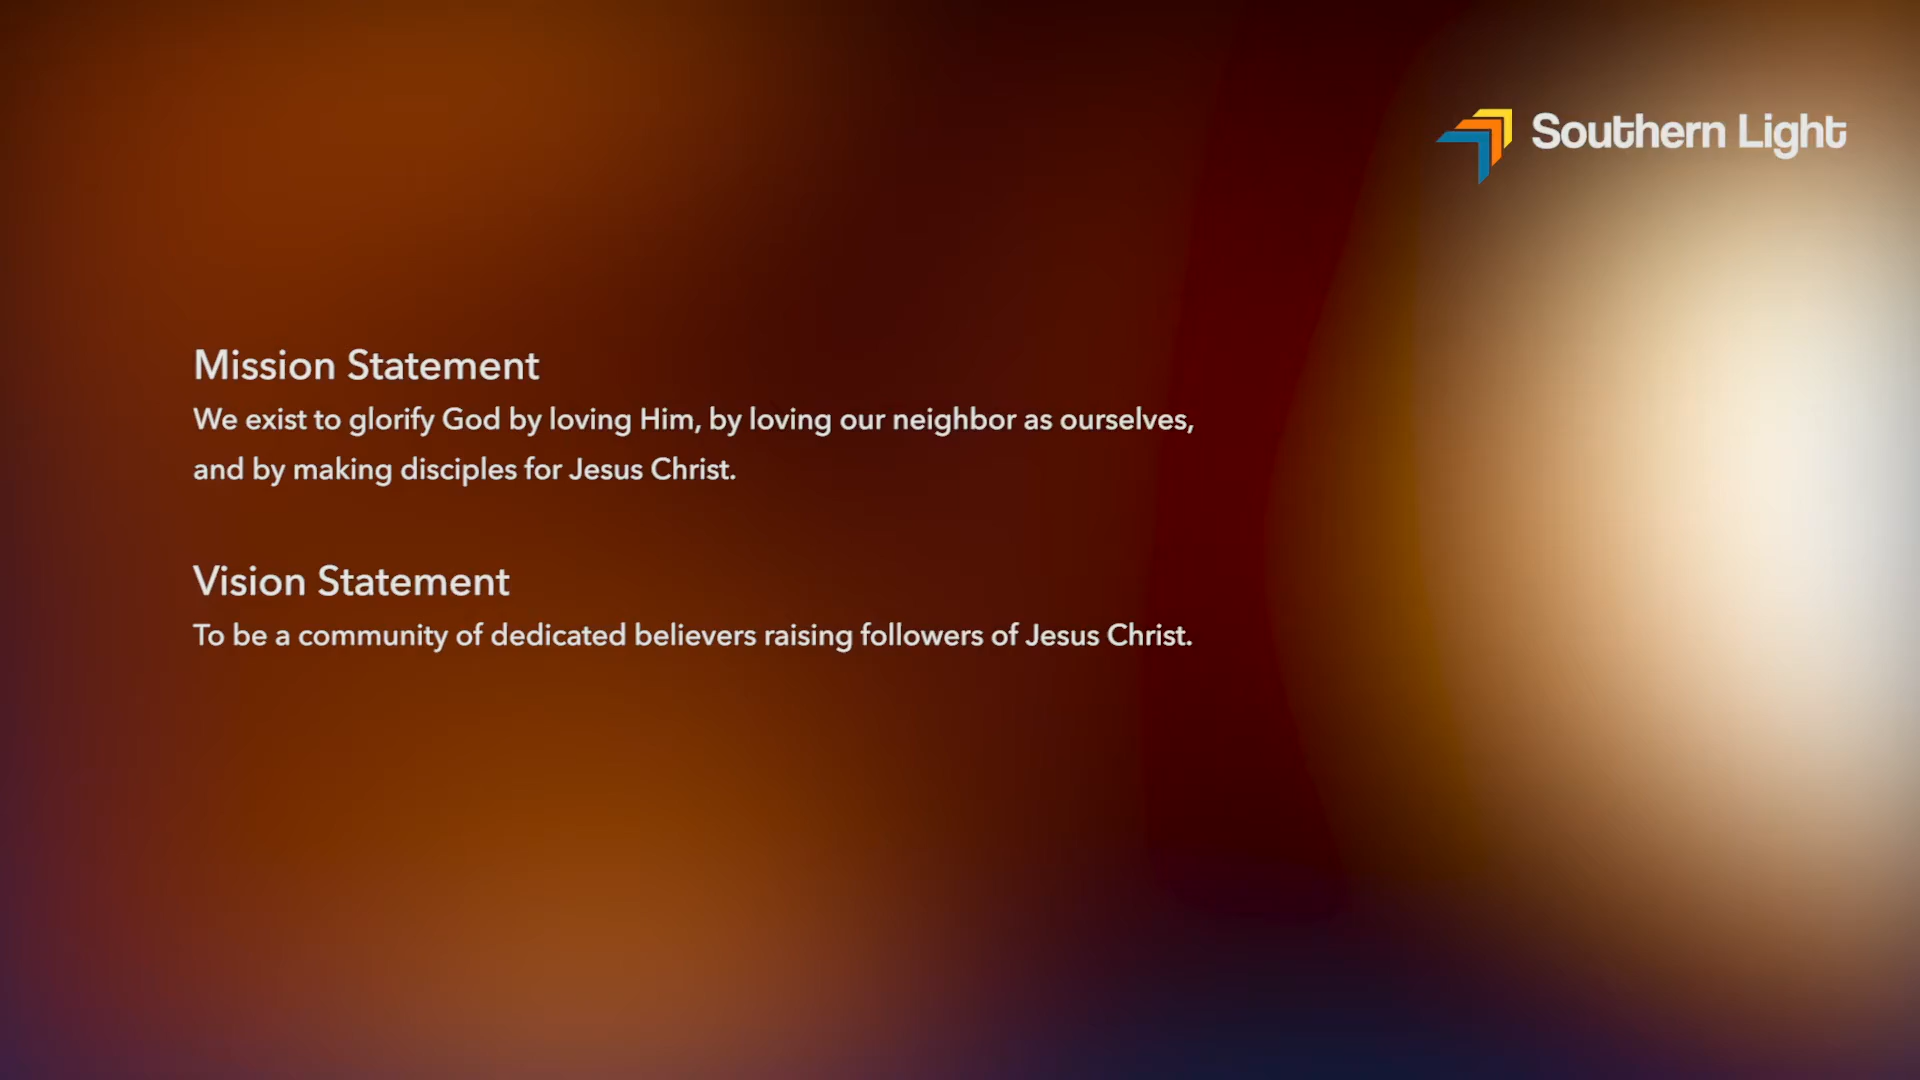 Southern Light
Mission Statement
We exist to glorify God by loving Him, by loving our neighbor as ourselves,
and by making disciples for Jesus Christ.
Vision Statement
To be a community of dedicated believers raising followers of Jesus Christ.